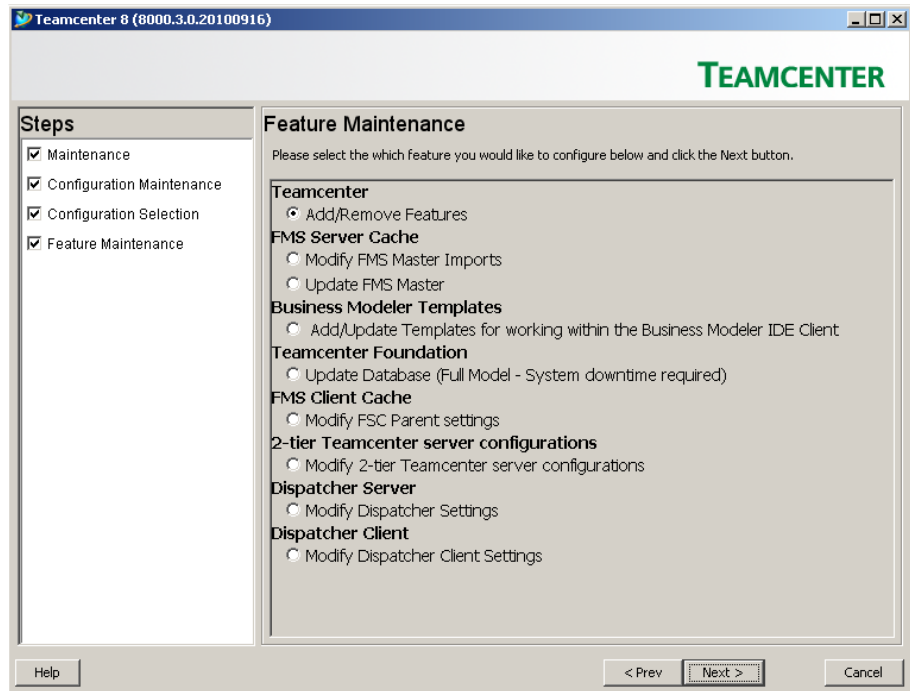 Teamcenter 8 (8000.3.0.20100916)
TEAMCENTER
Steps
Maintenance
Configuration Maintenance
Configuration Selection
Feature Maintenance
Feature Maintenance
Please select the which feature you would like to configure below and click the Next button.
Teamcenter
Add/Remove Features
FMS Server Cache
Modify FMS Master Imports
Update FMS Master
Business Modeler Templates
Add/Update Templates for working within the Business Modeler IDE Client
Teamcenter Foundation
Update Database (Full Model - System downtime required)
FMS Client Cache
Modify FSC Parent settings
2-tier Teamcenter server configurations
Modify 2-tier Teamcenter server configurations
Dispatcher Server
Modify Dispatcher Settings
Dispatcher Client
Modify Dispatcher Client Settings
Help
< Prev
Next >
Cancel